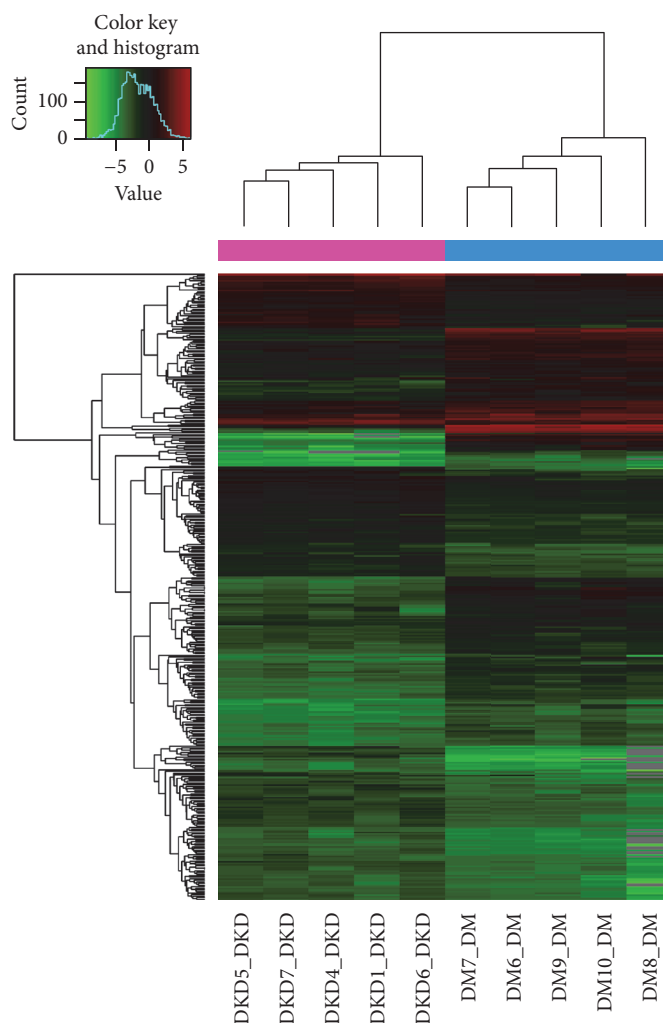 Color key
and histogram
Count
100
0
−5
0
5
Value
DKD5_DKD
DKD7_DKD
DKD4_DKD
DKD1_DKD
DKD6_DKD
DM7_DM
DM6_DM
DM9_DM
DM10_DM
DM8_DM